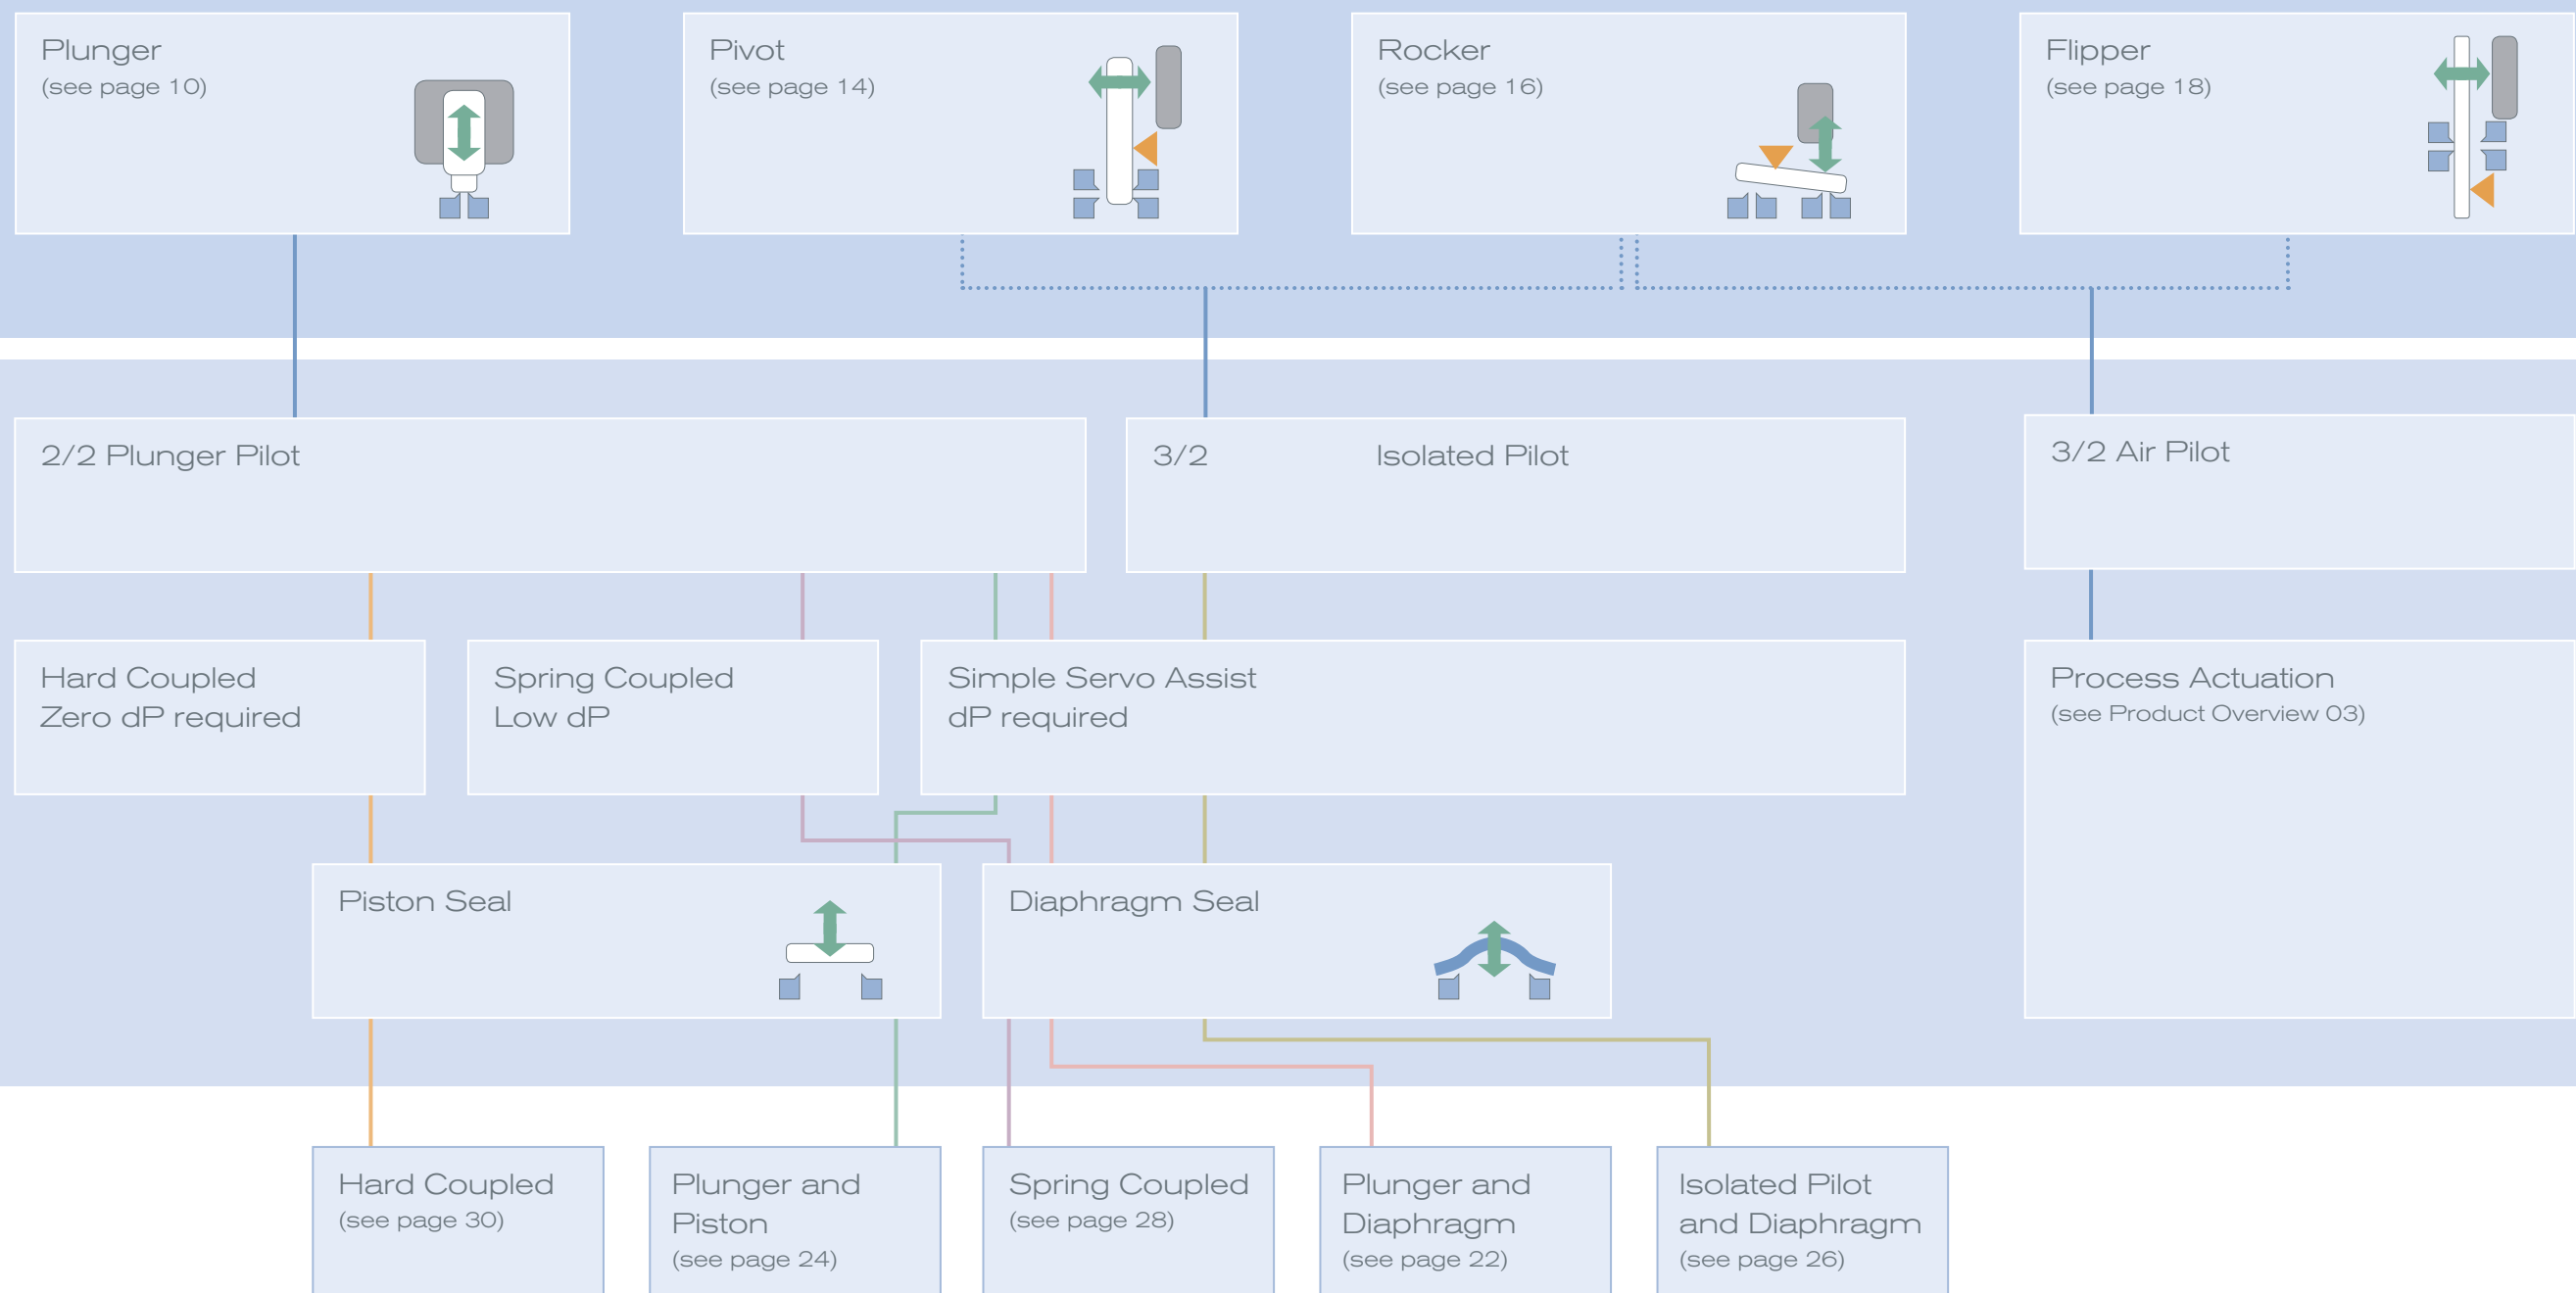 Plunger
(see page 10)
Pivot
(see page 14)
Rocker
(see page 16)
Flipper
(see page 18)
2/2 Plunger Pilot
3/2 Isolated Pilot
3/2 Air Pilot
Hard Coupled
Zero dP required
Spring Coupled
Low dP
Simple Servo Assist
dP required
Process Actuation
(see Product Overview 03)
Piston Seal
Diaphragm Seal
Hard Coupled
(see page 30)
Plunger and
Piston
(see page 24)
Spring Coupled
(see page 28)
Plunger and
Diaphragm
(see page 22)
Isolated Pilot
and Diaphragm
(see page 26)